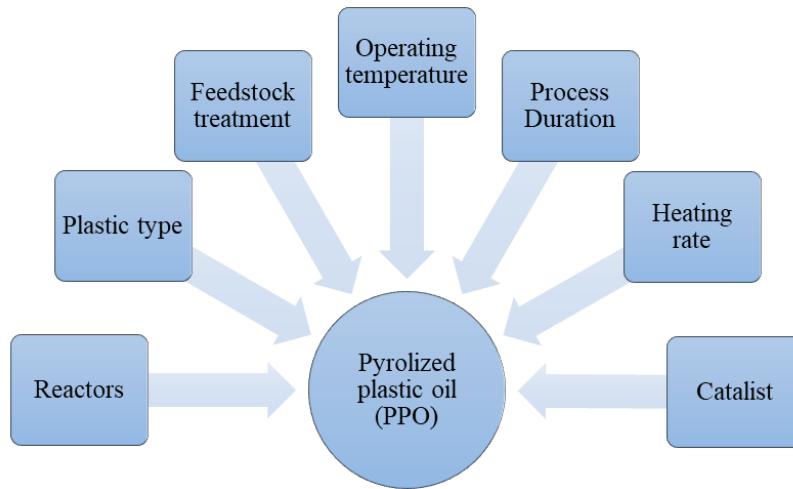 Operating
temperature
Feedstock
treatment
Process
Duration
Plastic type
Heating
rate
Reactors
Pyrolized
plastic oil
(PPO)
Catalist